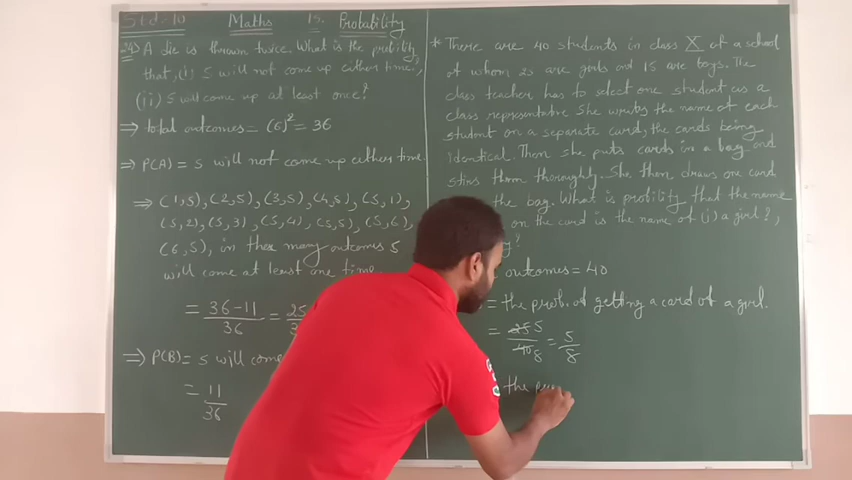 Std-10 Maths 15. Probability
24) A die is thrown twice. What is the probility
that, (i) 5 will not come up either time?,
(ii) 5 will come up at least once?
⇒ total outcomes = (6)² = 36
⇒ P(A) = 5 will not come up either time.
⇒ (1,5), (2,5), (3,5), (4,5), (5,1),
(5,2), (5,3), (5,4), (5,5), (5,6)
(6,5), in these many outcomes 5
will come at least one time.
= 36-11/36 = 25/3
⇒ P(B) = 5 will come
= 11/36
* There are 40 students in class X of a school
of whom 25 are girls and 15 are boys. The
class teacher has to select one student as a
class representative. She writes the name of each
student on a separate card, the cards being
identical. Then she puts cards in a bag and
stirs them thoroughly. She then draws one card
the bag. What is probility that the name
on the card is the name of (i) a girl?,
y?
outcomes = 40
= the prob. of getting a card of a girl.
= 25 5/40 8 = 5/8
the